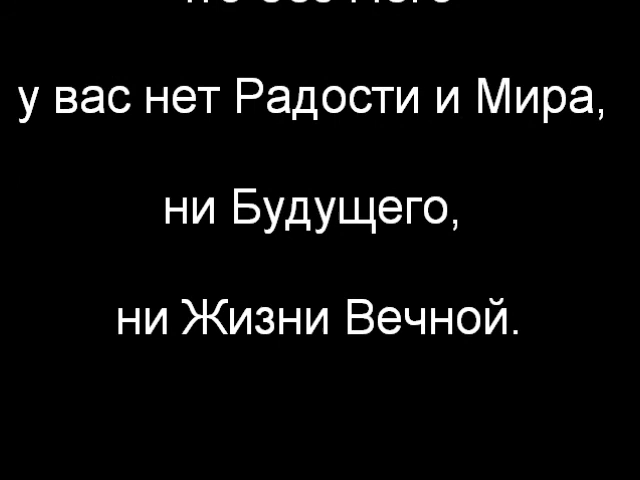 у вас нет Радости и Мира,
ни Будущего,
ни Жизни Вечной.